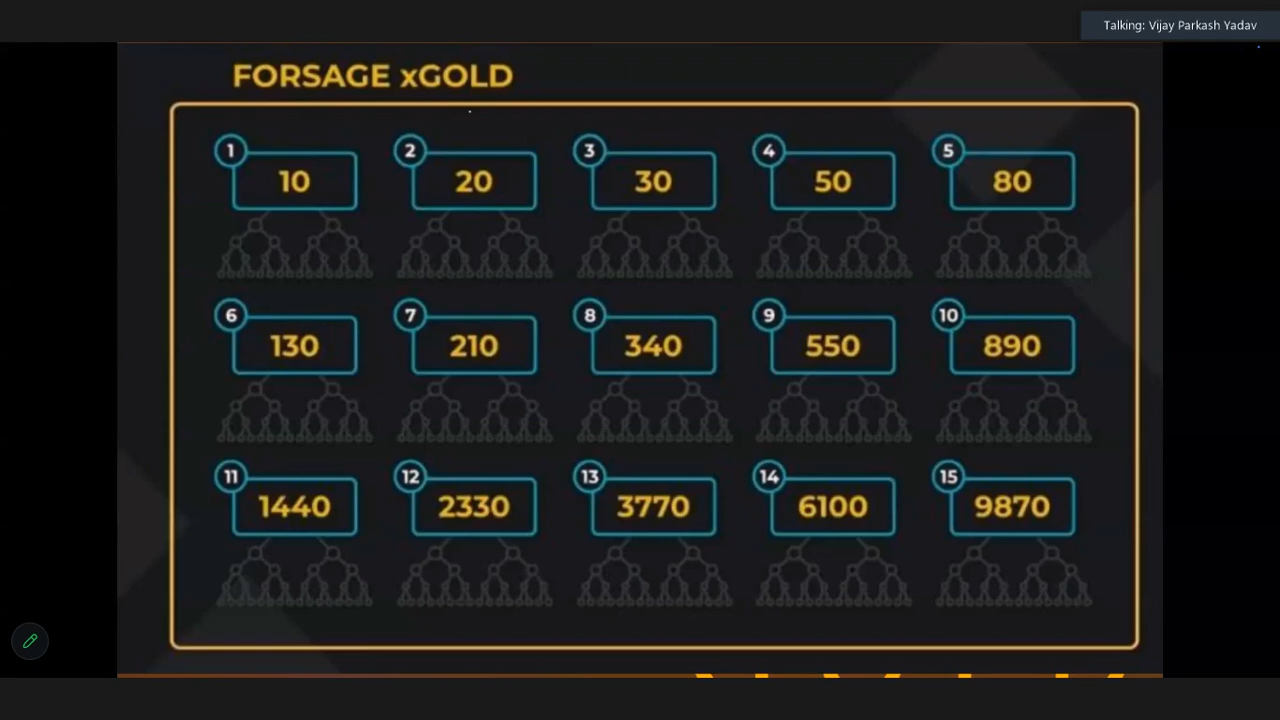 Talking: Vijay Parkash Yadav
FORSAGE xGOLD
1 2 3 4 5
10 20 30 50 80
6 7 8 9 10
130 210 340 550 890
11 12 13 14 15
1440 2330 3770 6100 9870